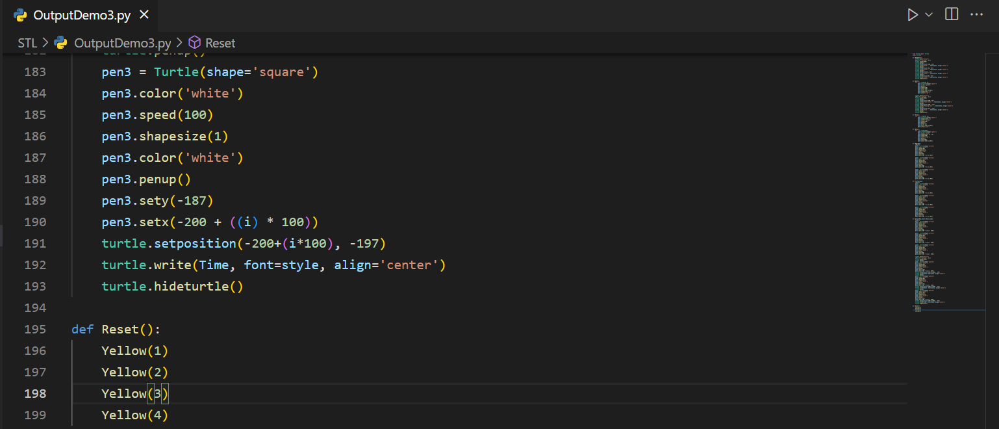 OutputDemo3.py
STL > OutputDemo3.py > Reset
183 pen3 = Turtle(shape='square')
184 pen3.color('white')
185 pen3.speed(100)
186 pen3.shapesize(1)
187 pen3.color('white')
188 pen3.penup()
189 pen3.sety(-187)
190 pen3.setx(-200 + ((i) * 100))
191 turtle.setposition(-200+(i*100), -197)
192 turtle.write(Time, font=style, align='center')
193 turtle.hideturtle()
194
195 def Reset():
196 Yellow(1)
197 Yellow(2)
198 Yellow(3)
199 Yellow(4)